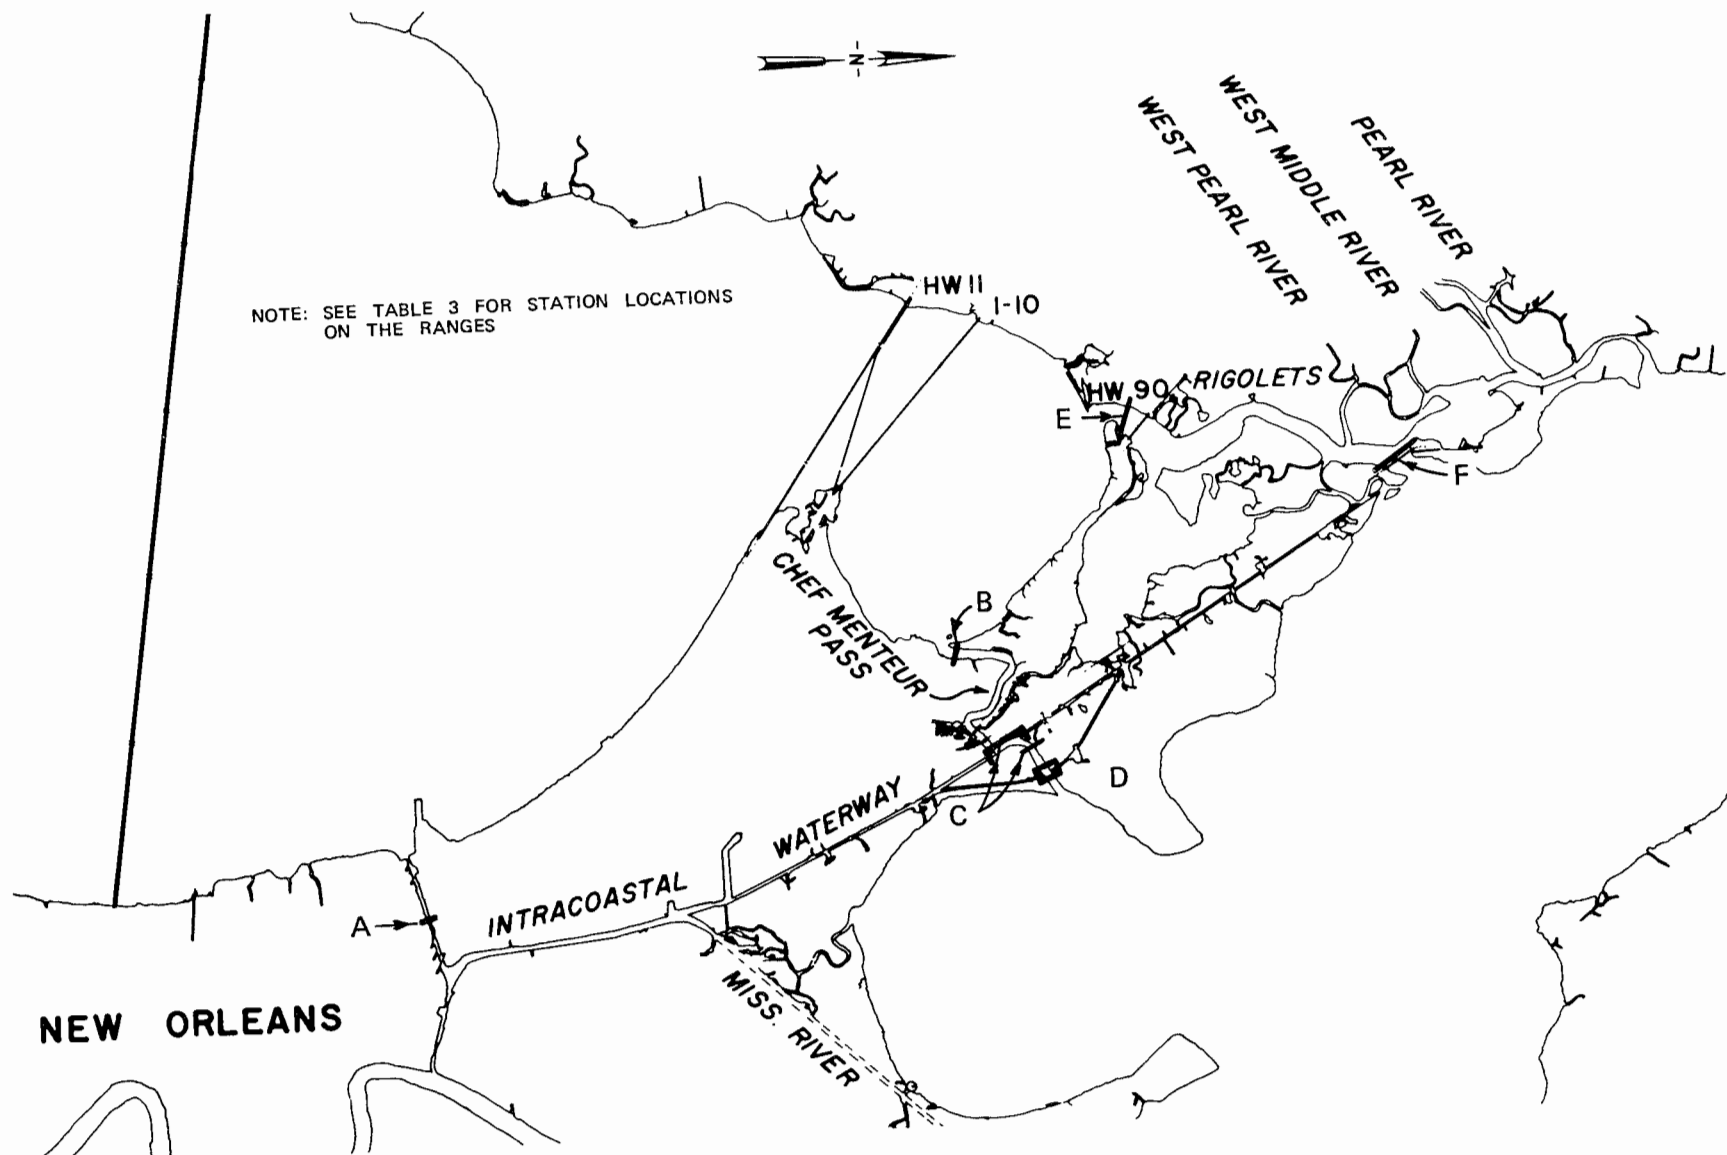 N
WEST MIDDLE RIVER
WEST PEARL RIVER
PEARL RIVER
NOTE: SEE TABLE 3 FOR STATION LOCATIONS
ON THE RANGES
HW 11
I-10
HW 90
RIGOLETS
E
F
B
CHEF MENTEUR
PASS
D
C
WATERWAY
INTRACOASTAL
A
MISS. RIVER
NEW ORLEANS